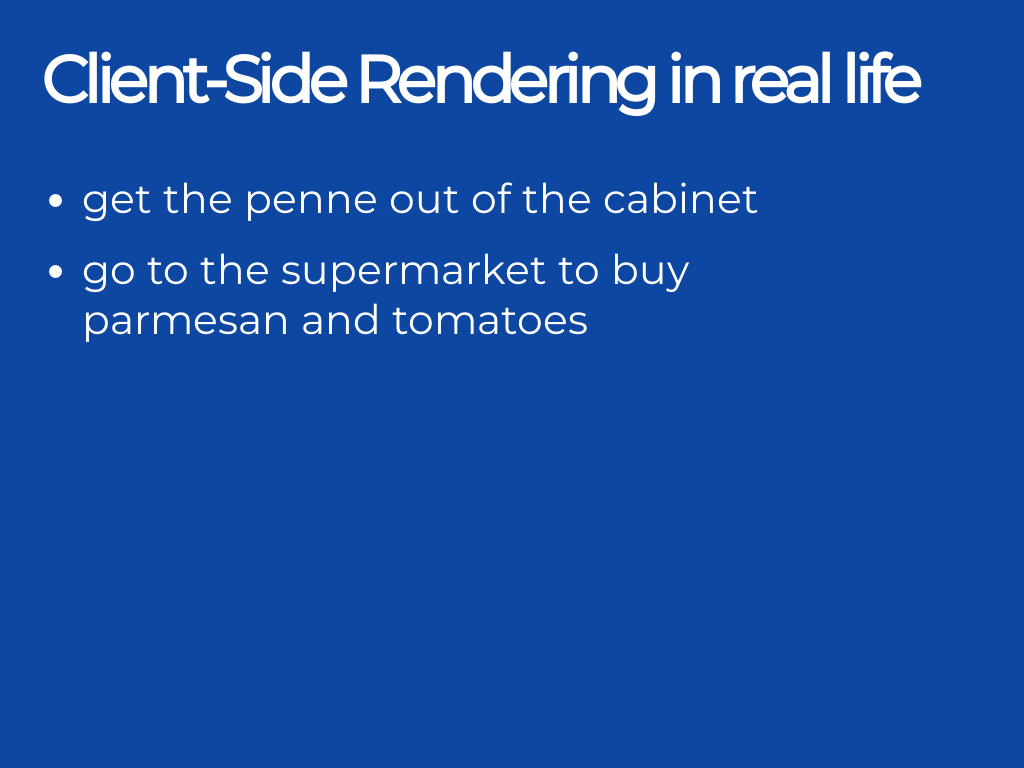 Client-Side Rendering in real life
• get the penne out of the cabinet
• go to the supermarket to buy
parmesan and tomatoes